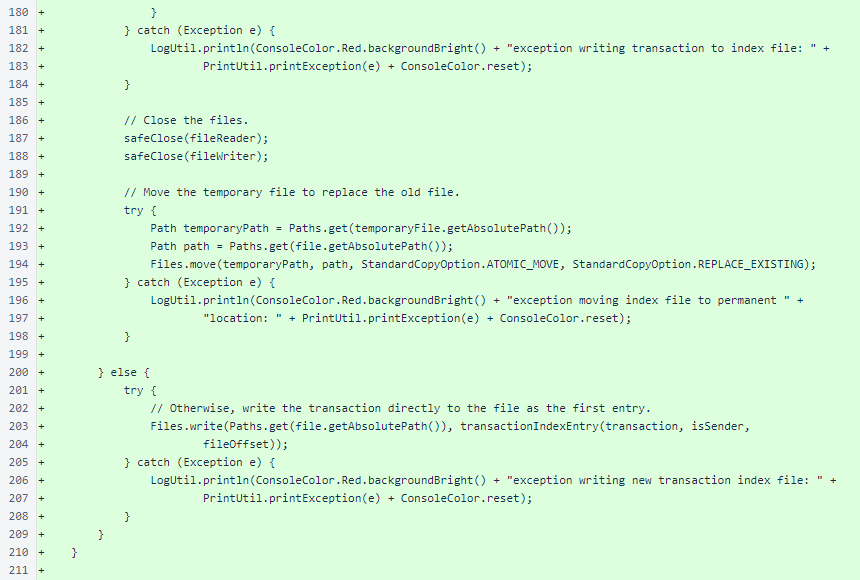 180 +                }
181 +            } catch (Exception e) {
182 +                LogUtil.println(ConsoleColor.Red.backgroundBright() + "exception writing transaction to index file: " +
183 +                        PrintUtil.printException(e) + ConsoleColor.reset);
184 +            }
185 +
186 +            // Close the files.
187 +            safeClose(fileReader);
188 +            safeClose(fileWriter);
189 +
190 +            // Move the temporary file to replace the old file.
191 +            try {
192 +                Path temporaryPath = Paths.get(temporaryFile.getAbsolutePath());
193 +                Path path = Paths.get(file.getAbsolutePath());
194 +                Files.move(temporaryPath, path, StandardCopyOption.ATOMIC_MOVE, StandardCopyOption.REPLACE_EXISTING);
195 +            } catch (Exception e) {
196 +                LogUtil.println(ConsoleColor.Red.backgroundBright() + "exception moving index file to permanent " +
197 +                        "location: " + PrintUtil.printException(e) + ConsoleColor.reset);
198 +            }
199 +
200 +        } else {
201 +            try {
202 +                // Otherwise, write the transaction directly to the file as the first entry.
203 +                Files.write(Paths.get(file.getAbsolutePath()), transactionIndexEntry(transaction, isSender,
204 +                        fileOffset));
205 +            } catch (Exception e) {
206 +                LogUtil.println(ConsoleColor.Red.backgroundBright() + "exception writing new transaction index file: " +
207 +                        PrintUtil.printException(e) + ConsoleColor.reset);
208 +            }
209 +        }
210 +    }
211 +